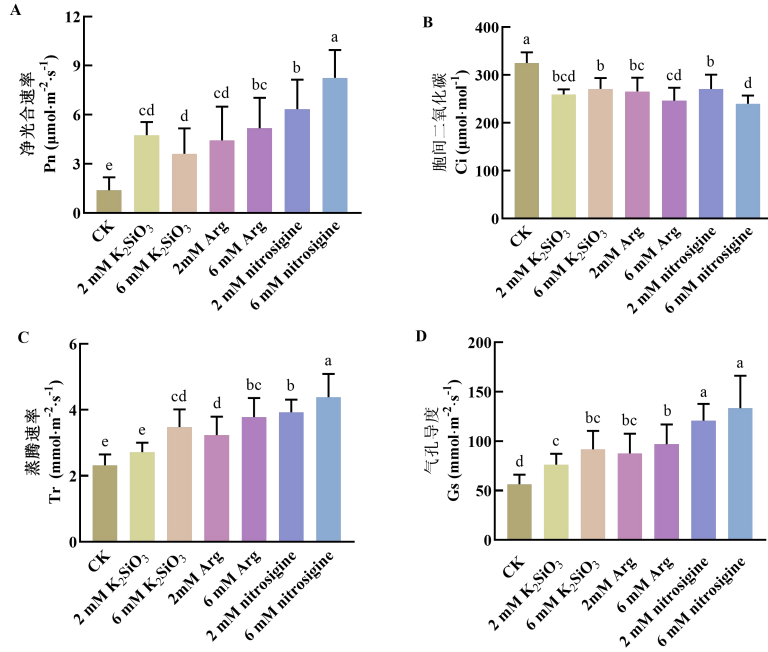 A
净光合速率
Pn (μmol·m⁻²·s⁻¹)
12
9
6
3
0
e
cd
d
cd
bc
b
a
CK
2 mM K₂SiO₃
6 mM K₂SiO₃
2mM Arg
6 mM Arg
2 mM nitrosigine
6 mM nitrosigine
B
胞间二氧化碳
Ci (μmol·mol⁻¹)
400
300
200
100
0
a
bcd
b
bc
cd
b
d
CK
2 mM K₂SiO₃
6 mM K₂SiO₃
2mM Arg
6 mM Arg
2 mM nitrosigine
6 mM nitrosigine
C
蒸腾速率
Tr (mmol·m⁻²·s⁻¹)
6
4
2
0
e
e
cd
d
bc
b
a
CK
2 mM K₂SiO₃
6 mM K₂SiO₃
2mM Arg
6 mM Arg
2 mM nitrosigine
6 mM nitrosigine
D
气孔导度
Gs (mmol·m⁻²·s⁻¹)
200
150
100
50
0
d
c
bc
bc
b
a
a
CK
2 mM K₂SiO₃
6 mM K₂SiO₃
2mM Arg
6 mM Arg
2 mM nitrosigine
6 mM nitrosigine